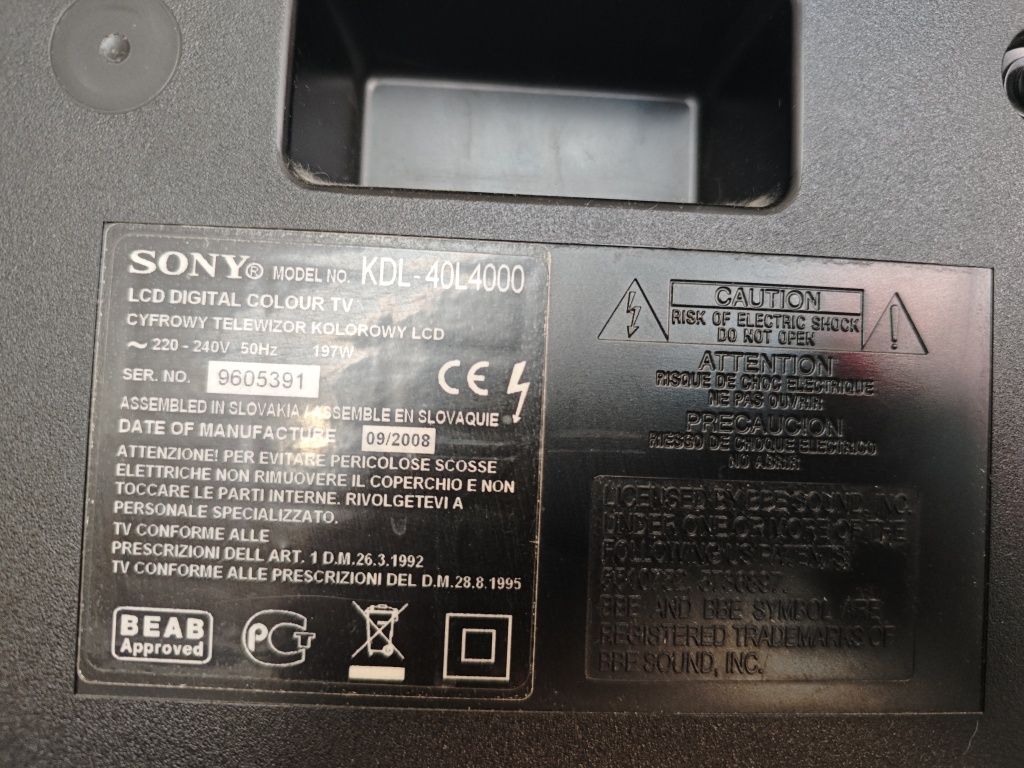 SONY® MODEL NO. KDL-40L4000
LCD DIGITAL COLOUR TV
CYFROWY TELEWIZOR KOLOROWY LCD
~ 220 - 240V 50Hz 197W
SER. NO. 9605391
CE
ASSEMBLED IN SLOVAKIA / ASSEMBLE EN SLOVAQUIE
DATE OF MANUFACTURE 09/2008
ATTENZIONE! PER EVITARE PERICOLOSE SCOSSE
ELETTRICHE NON RIMUOVERE IL COPERCHIO E NON
TOCCARE LE PARTI INTERNE. RIVOLGETEVI A
PERSONALE SPECIALIZZATO.
TV CONFORME ALLE
PRESCRIZIONI DELL ART. 1 D.M.26.3.1992
TV CONFORME ALLE PRESCRIZIONI DEL D.M.28.8.1995
BEAB
Approved
PCT
CAUTION
RISK OF ELECTRIC SHOCK
DO NOT OPEN
ATTENTION
RISQUE DE CHOC ELECTRIQUE
NE PAS OUVRIR
PRECAUCION
RIESGO DE CHOQUE ELECTRICO
NO ABRIR
LICENSED BY BBE SOUND, INC.
UNDER ONE OR MORE OF THE
FOLLOWING US PATENTS:
BBE AND BBE SYMBOL ARE
REGISTERED TRADEMARKS OF
BBE SOUND, INC.